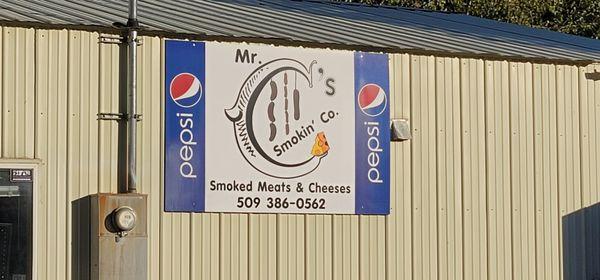 Mr.
C's
Smokin' Co.
pepsi
pepsi
Smoked Meats & Cheeses
509 386-0562